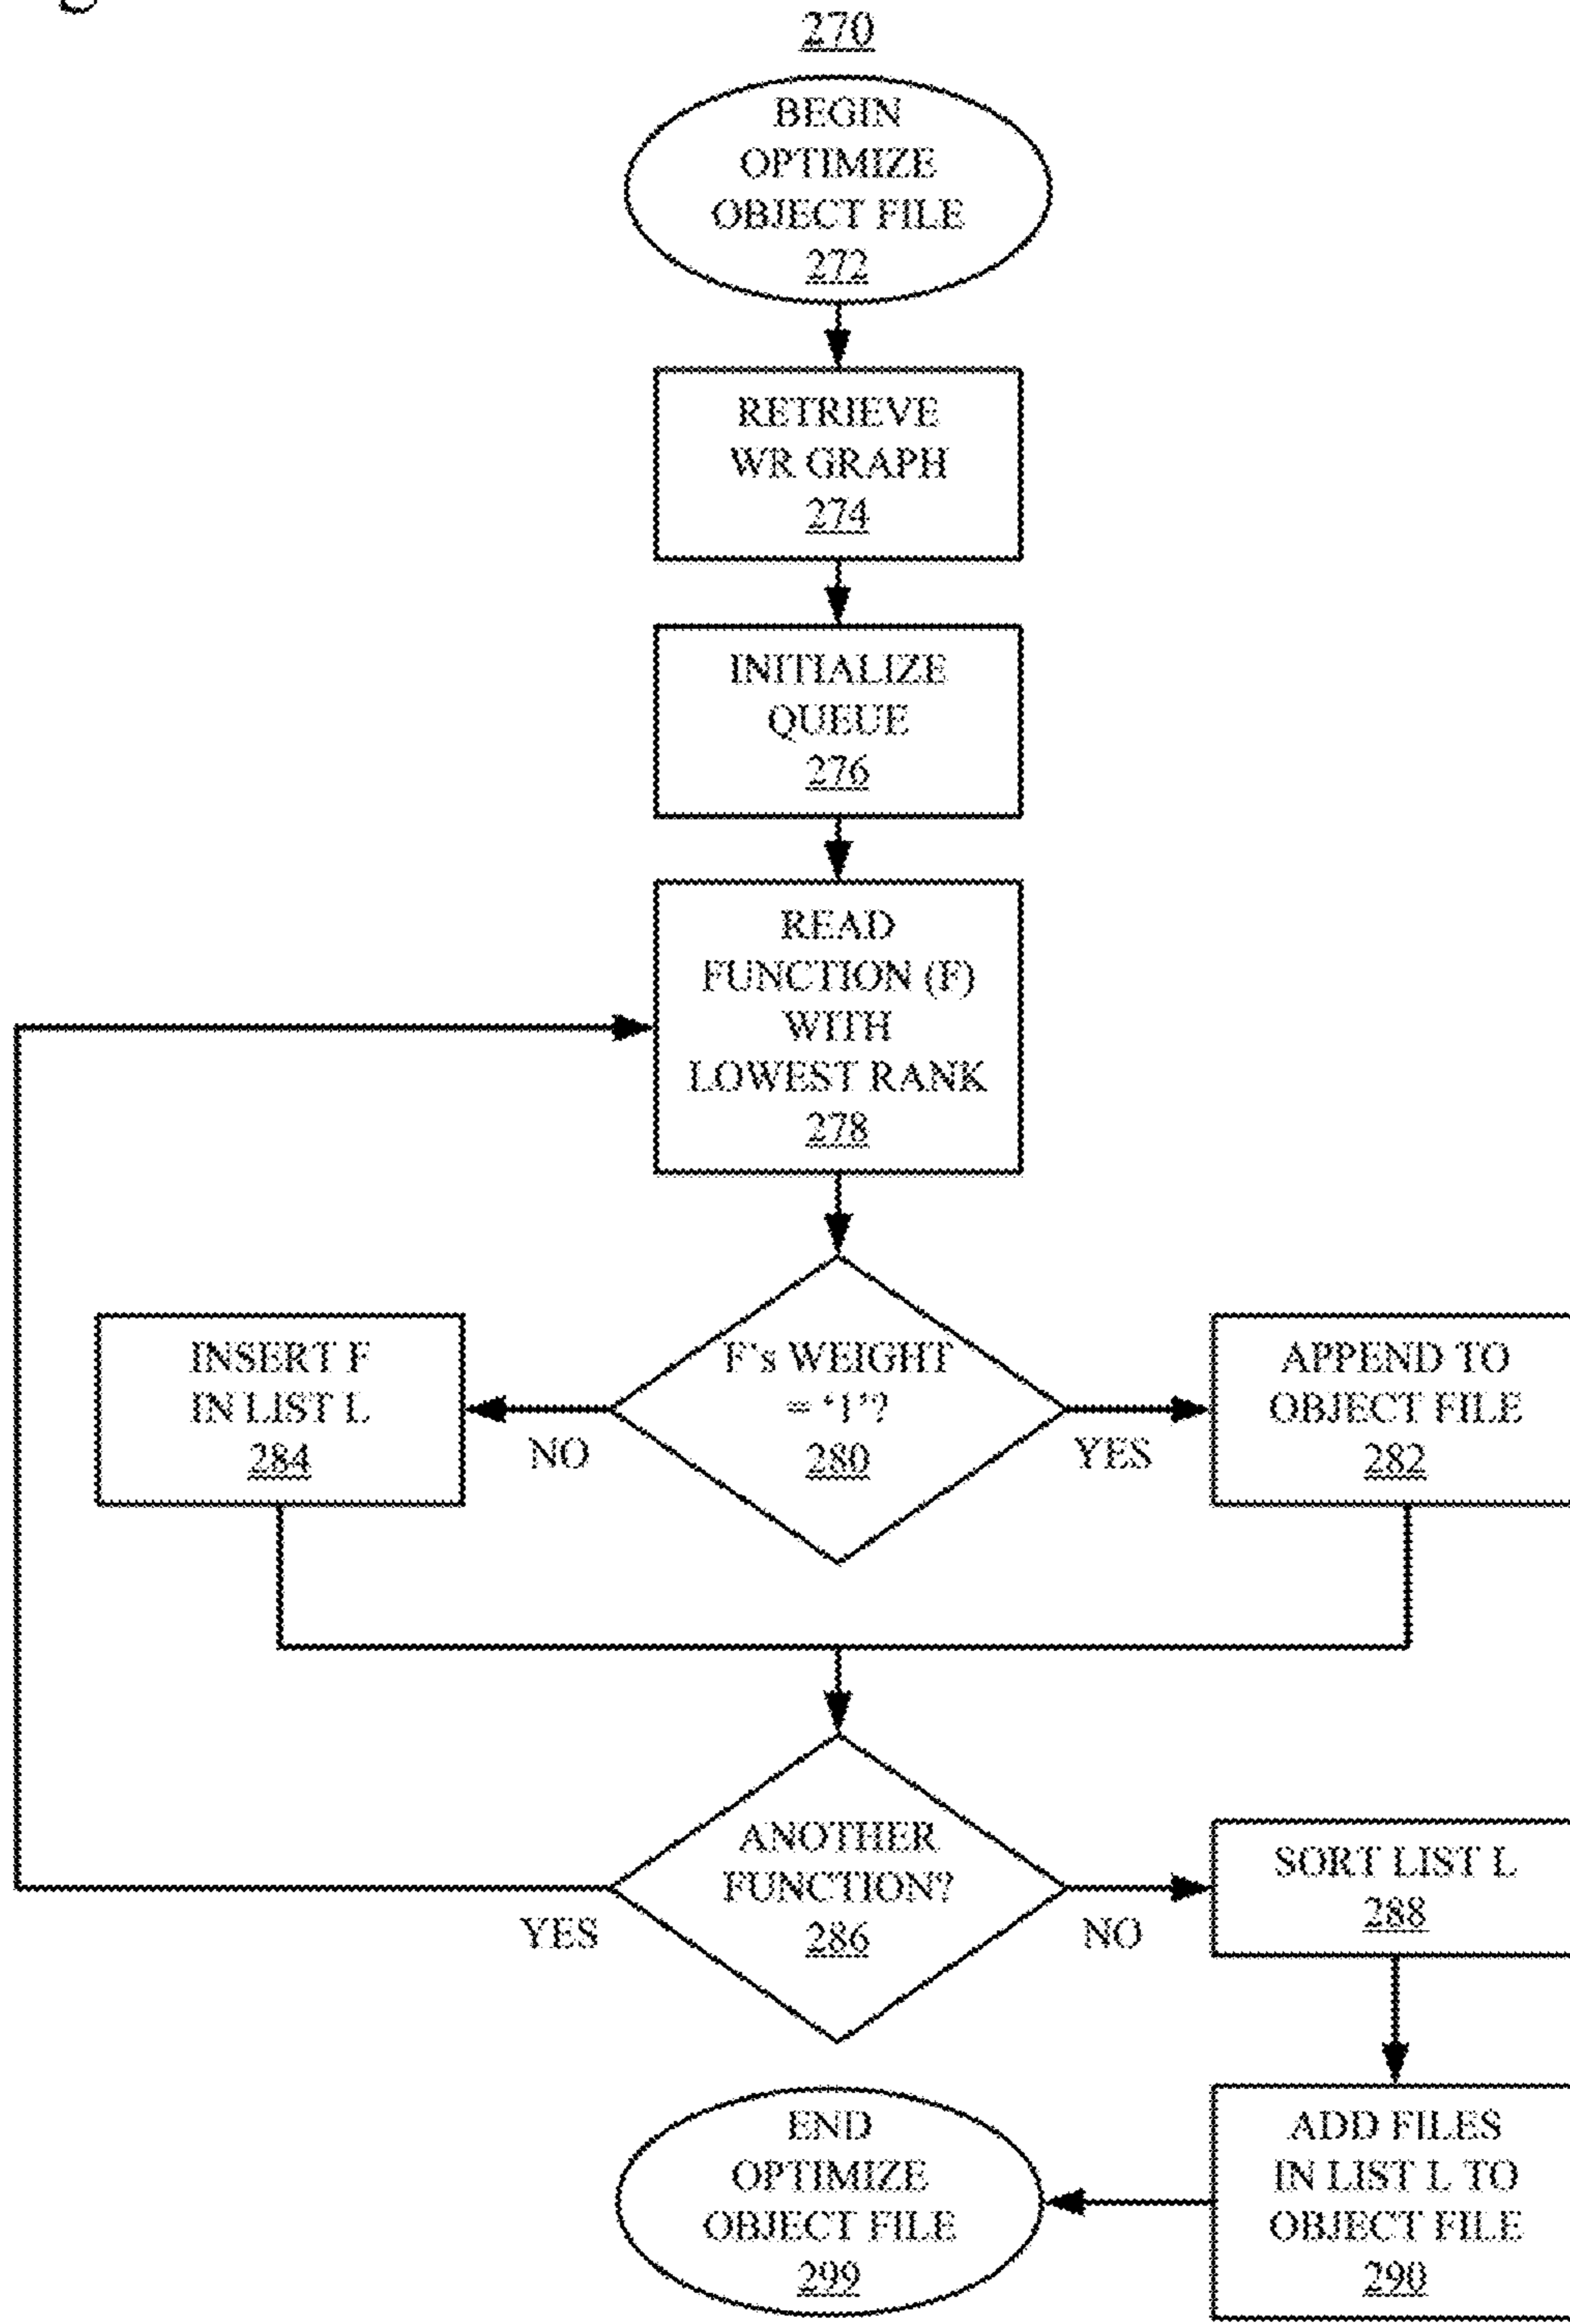 270
BEGIN
OPTIMIZE
OBJECT FILE
272
RETRIEVE
WR GRAPH
274
INITIALIZE
QUEUE
276
READ
FUNCTION (F)
WITH
LOWEST RANK
278
F's WEIGHT
= ‘1’?
280
NO
YES
INSERT F
IN LIST L
284
APPEND TO
OBJECT FILE
282
ANOTHER
FUNCTION?
286
YES
NO
SORT LIST L
288
ADD FILES
IN LIST L TO
OBJECT FILE
290
END
OPTIMIZE
OBJECT FILE
299